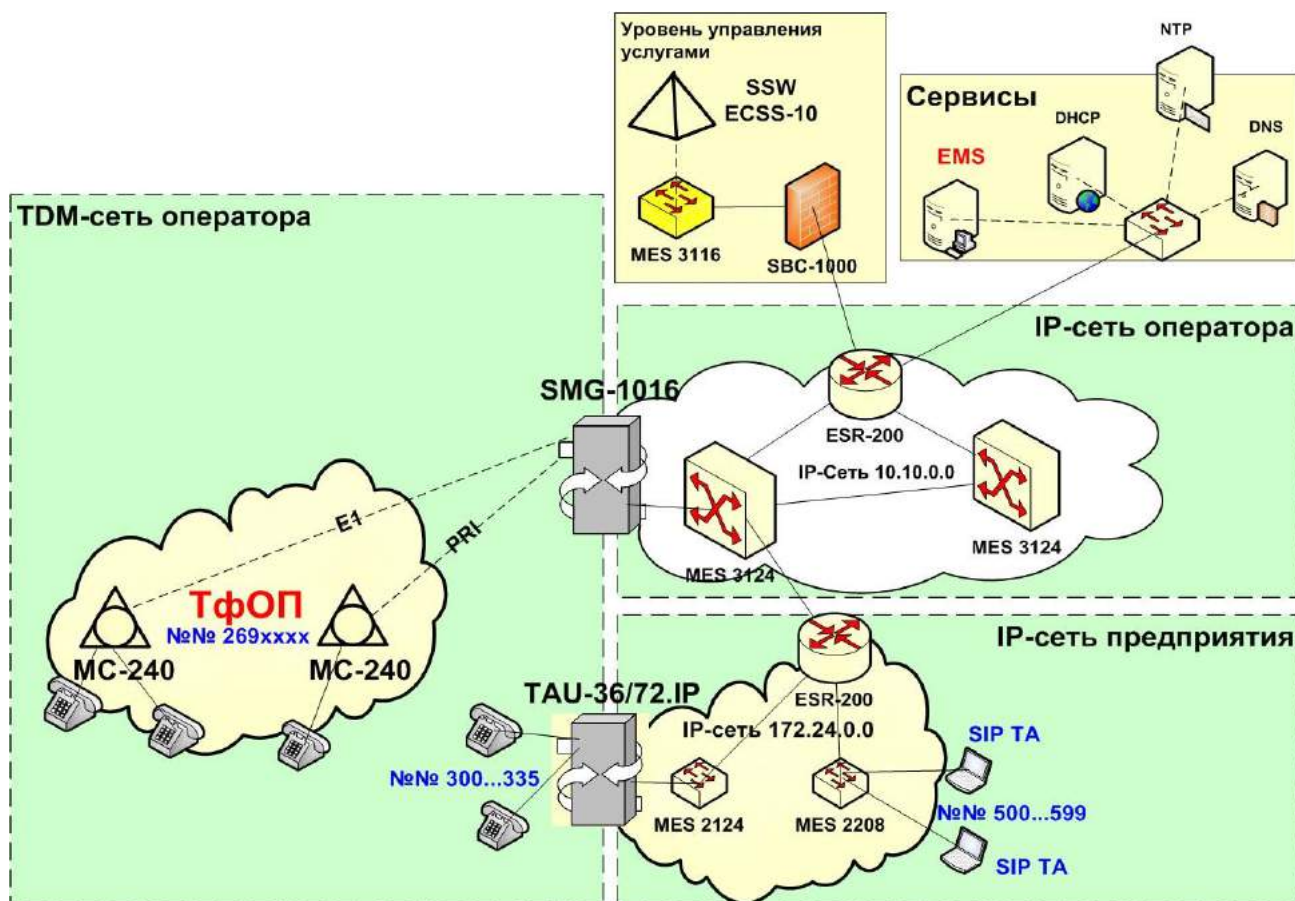 Уровень управления
услугами
SSW
ECSS-10
MES 3116
SBC-1000
NTP
Сервисы
DHCP
DNS
EMS
TDM-сеть оператора
IP-сеть оператора
SMG-1016
ESR-200
IP-Сеть 10.10.0.0
MES 3124
MES 3124
E1
PRI
ТфОП
№№ 269xxxx
МС-240
МС-240
IP-сеть предприятия
ESR-200
TAU-36/72.IP
IP-сеть 172.24.0.0
№№ 300...335
MES 2124
MES 2208
SIP TA
№№ 500...599
SIP TA